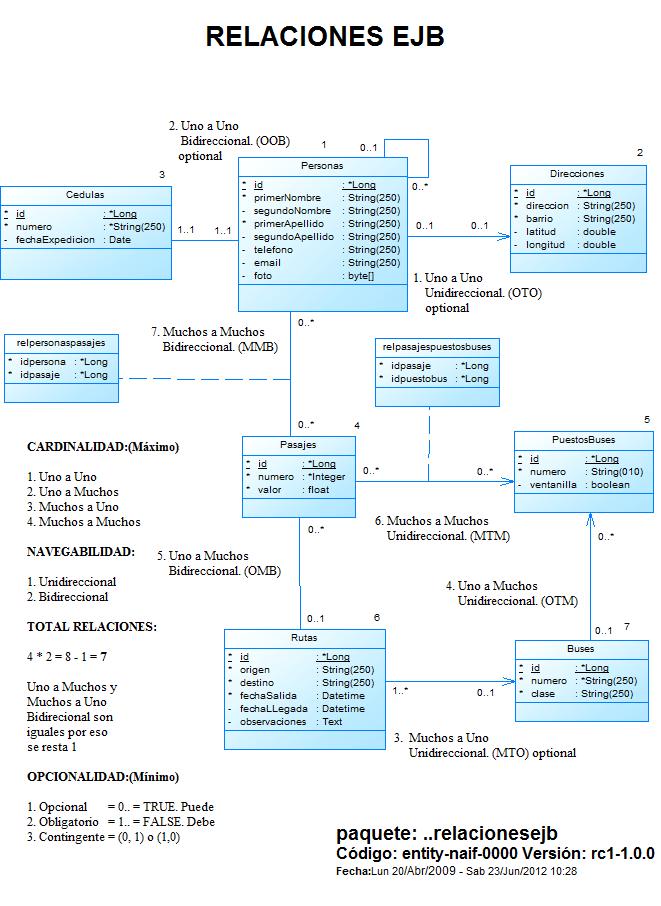 RELACIONES EJB
2. Uno a Uno
Bidireccional. (OOB)
optional
1
0..1
0..*
Personas
* id : *Long
* primerNombre : String(250)
- segundoNombre : String(250)
* primerApellido : String(250)
- segundoApellido : String(250)
- telefono : String(250)
- email : String(250)
- foto : byte[]
3
Cedulas
* id : *Long
* numero : *String(250)
- fechaExpedicion : Date
1..1
1..1
2
Direcciones
* id : *Long
* direccion : String(250)
* barrio : String(250)
- latitud : double
- longitud : double
0..1
0..1
1. Uno a Uno
Unidireccional. (OTO)
optional
0..*
7. Muchos a Muchos
Bidireccional. (MMB)
relpersonaspasajes
* idpersona : *Long
* idpasaje : *Long
relpasajespuestosbuses
* idpasaje : *Long
* idpuestobus : *Long
0..*
4
Pasajes
* id : *Long
* numero : *Integer
* valor : float
0..*
0..*
5
PuestosBuses
* id : *Long
* numero : String(010)
- ventanilla : boolean
6. Muchos a Muchos
Unidireccional. (MTM)
0..*
0..*
5. Uno a Muchos
Bidireccional. (OMB)
4. Uno a Muchos
Unidireccional. (OTM)
0..1
6
Rutas
* id : *Long
* origen : String(250)
* destino : String(250)
* fechaSalida : Datetime
- fechaLLegada : Datetime
- observaciones : Text
0..1
7
Buses
* id : *Long
* numero : *String(250)
* clase : String(250)
1..*
0..1
3. Muchos a Uno
Unidireccional. (MTO) optional
CARDINALIDAD:(Máximo)
1. Uno a Uno
2. Uno a Muchos
3. Muchos a Uno
4. Muchos a Muchos
NAVEGABILIDAD:
1. Unidireccional
2. Bidireccional
TOTAL RELACIONES:
4 * 2 = 8 - 1 = 7
Uno a Muchos y
Muchos a Uno
Bidirecional son
iguales por eso
se resta 1
OPCIONALIDAD:(Mínimo)
1. Opcional = 0.. = TRUE. Puede
2. Obligatorio = 1.. = FALSE. Debe
3. Contingente = (0, 1) o (1,0)
paquete: ..relacionesejb
Código: entity-naif-0000 Versión: rc1-1.0.0
Fecha:Lun 20/Abr/2009 - Sab 23/Jun/2012 10:28